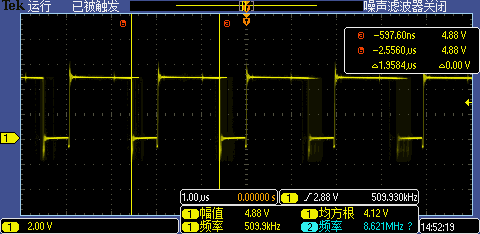 Tek 运行 已被触发 噪声滤波器关闭
a b
a -597.60ns 4.88 V
b -2.5560µs 4.88 V
△1.9584µs △0.00 V
1
1.00µs 0.00000 s 1 2.88 V 509.930kHz
1 2.00 V
1 幅值 4.88 V 1 均方根 4.12 V
1 频率 509.9kHz 2 频率 8.621MHz ?
14:52:19